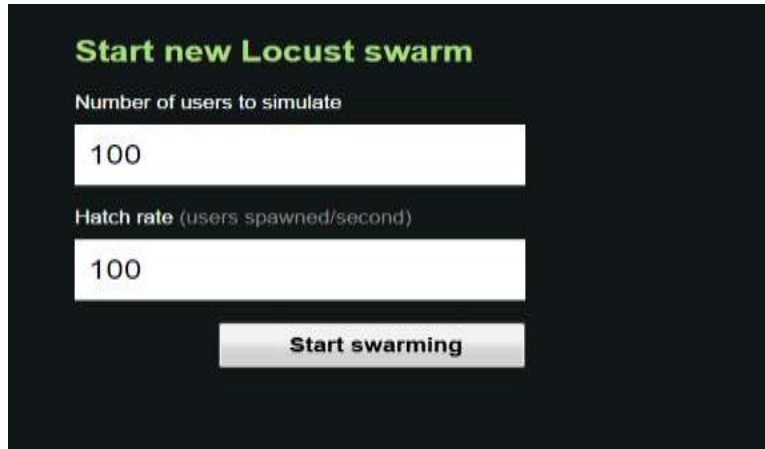 Start new Locust swarm
Number of users to simulate
100
Hatch rate (users spawned/second)
100
Start swarming